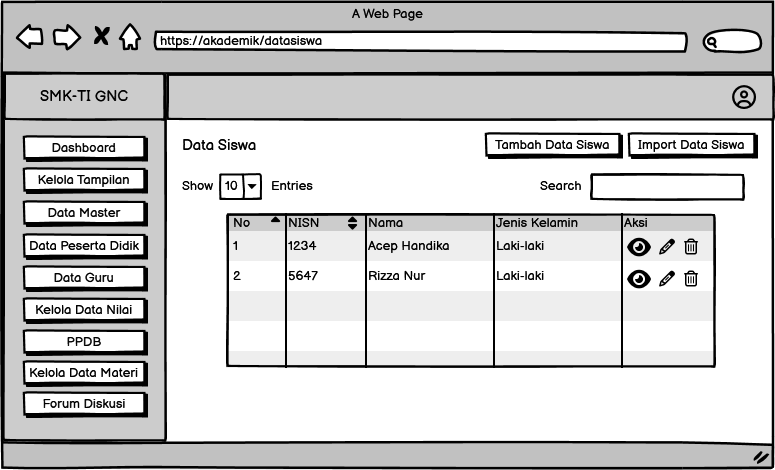 A Web Page
https://akademik/datasiswa
SMK-TI GNC
Dashboard
Kelola Tampilan
Data Master
Data Peserta Didik
Data Guru
Kelola Data Nilai
PPDB
Kelola Data Materi
Forum Diskusi
Data Siswa
Tambah Data Siswa Import Data Siswa
Show 10 Entries Search
No NISN Nama Jenis Kelamin Aksi
1 1234 Acep Handika Laki-laki
2 5647 Rizza Nur Laki-laki